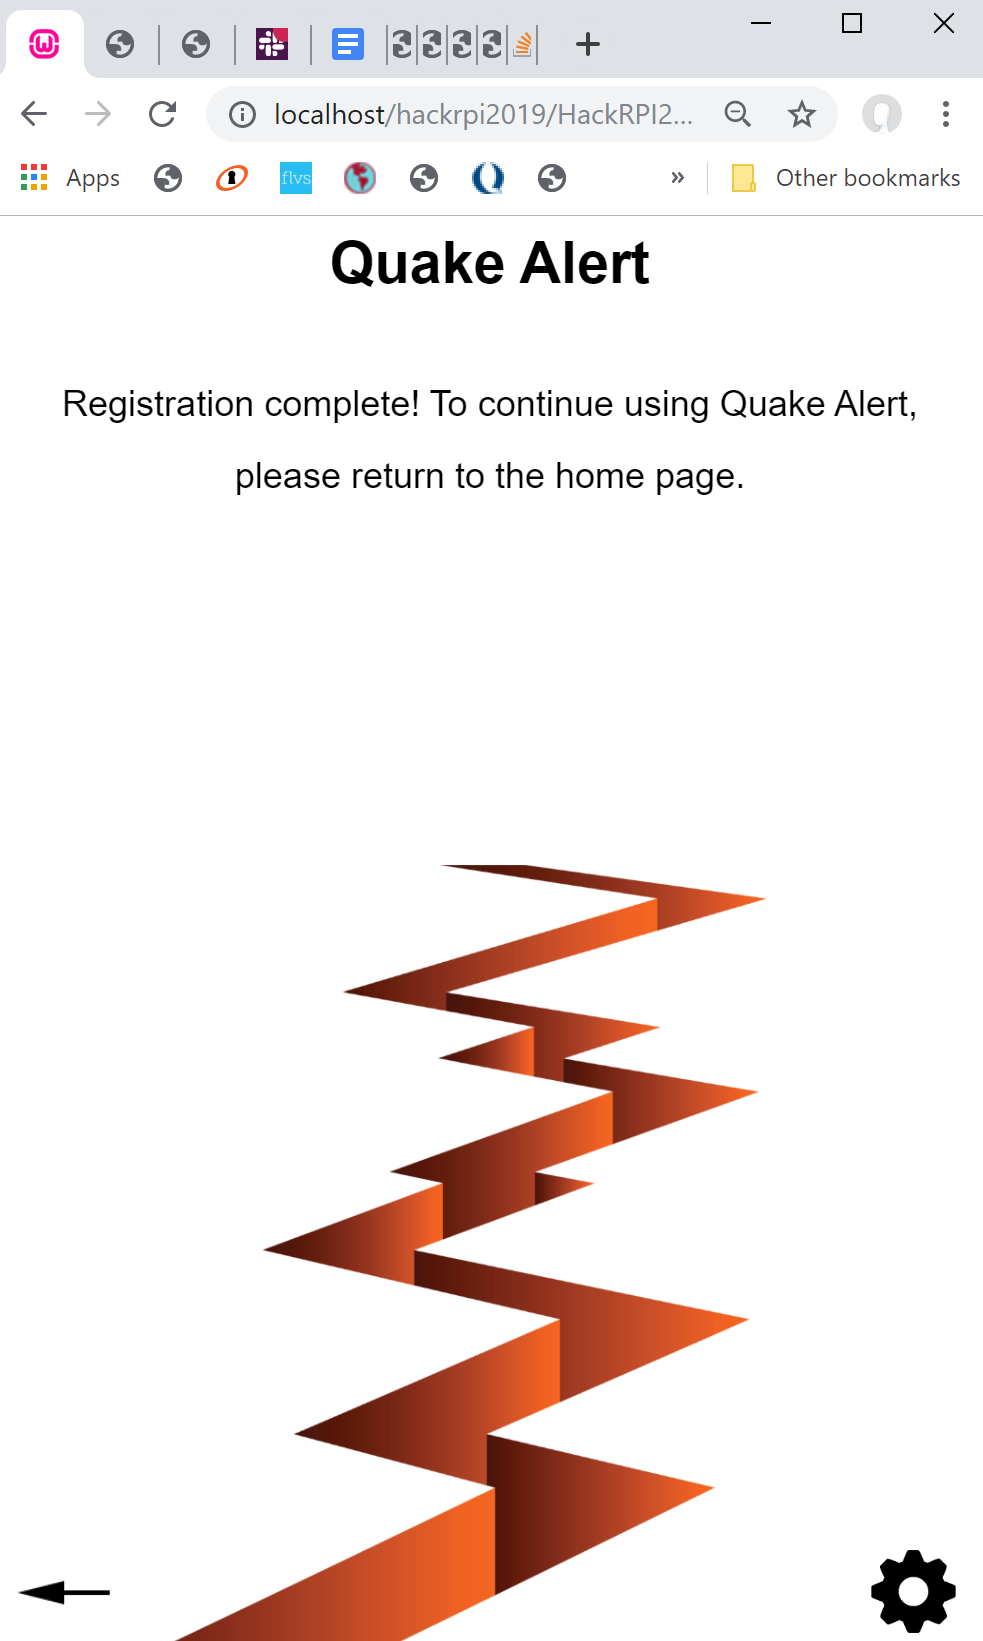 localhost/hackrpi2019/HackRPI2...
Apps
flvs
»
Other bookmarks
Quake Alert
Registration complete! To continue using Quake Alert,
please return to the home page.